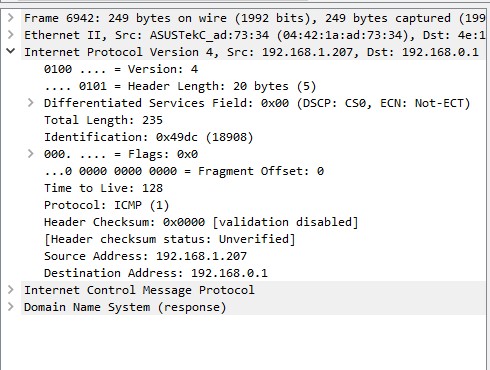 Frame 6942: 249 bytes on wire (1992 bits), 249 bytes captured (199
Ethernet II, Src: ASUSTekC_ad:73:34 (04:42:1a:ad:73:34), Dst: 4e:1
Internet Protocol Version 4, Src: 192.168.1.207, Dst: 192.168.0.1
0100 .... = Version: 4
.... 0101 = Header Length: 20 bytes (5)
Differentiated Services Field: 0x00 (DSCP: CS0, ECN: Not-ECT)
Total Length: 235
Identification: 0x49dc (18908)
000. .... = Flags: 0x0
...0 0000 0000 0000 = Fragment Offset: 0
Time to Live: 128
Protocol: ICMP (1)
Header Checksum: 0x0000 [validation disabled]
[Header checksum status: Unverified]
Source Address: 192.168.1.207
Destination Address: 192.168.0.1
Internet Control Message Protocol
Domain Name System (response)